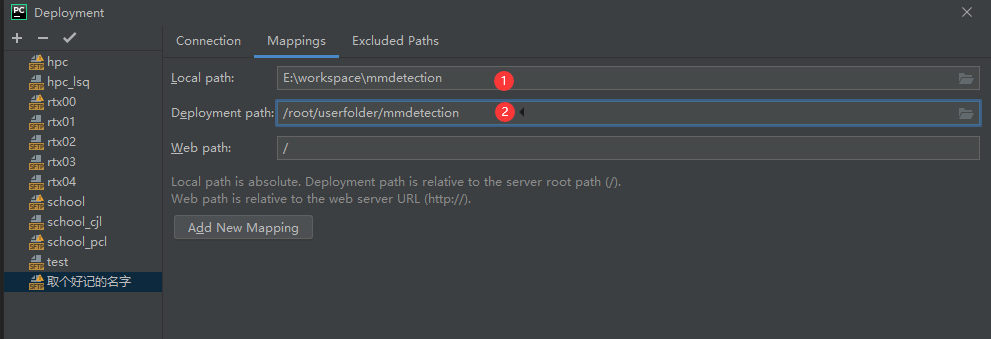 PC Deployment
Connection Mappings Excluded Paths
hpc
hpc_lsq
rtx00
rtx01
rtx02
rtx03
rtx04
school
school_cjl
school_pcl
test
取个好记的名字
Local path: E:\workspace\mmdetection 1
Deployment path: /root/userfolder/mmdetection 2
Web path: /
Local path is absolute. Deployment path is relative to the server root path (/).
Web path is relative to the web server URL (http://).
Add New Mapping